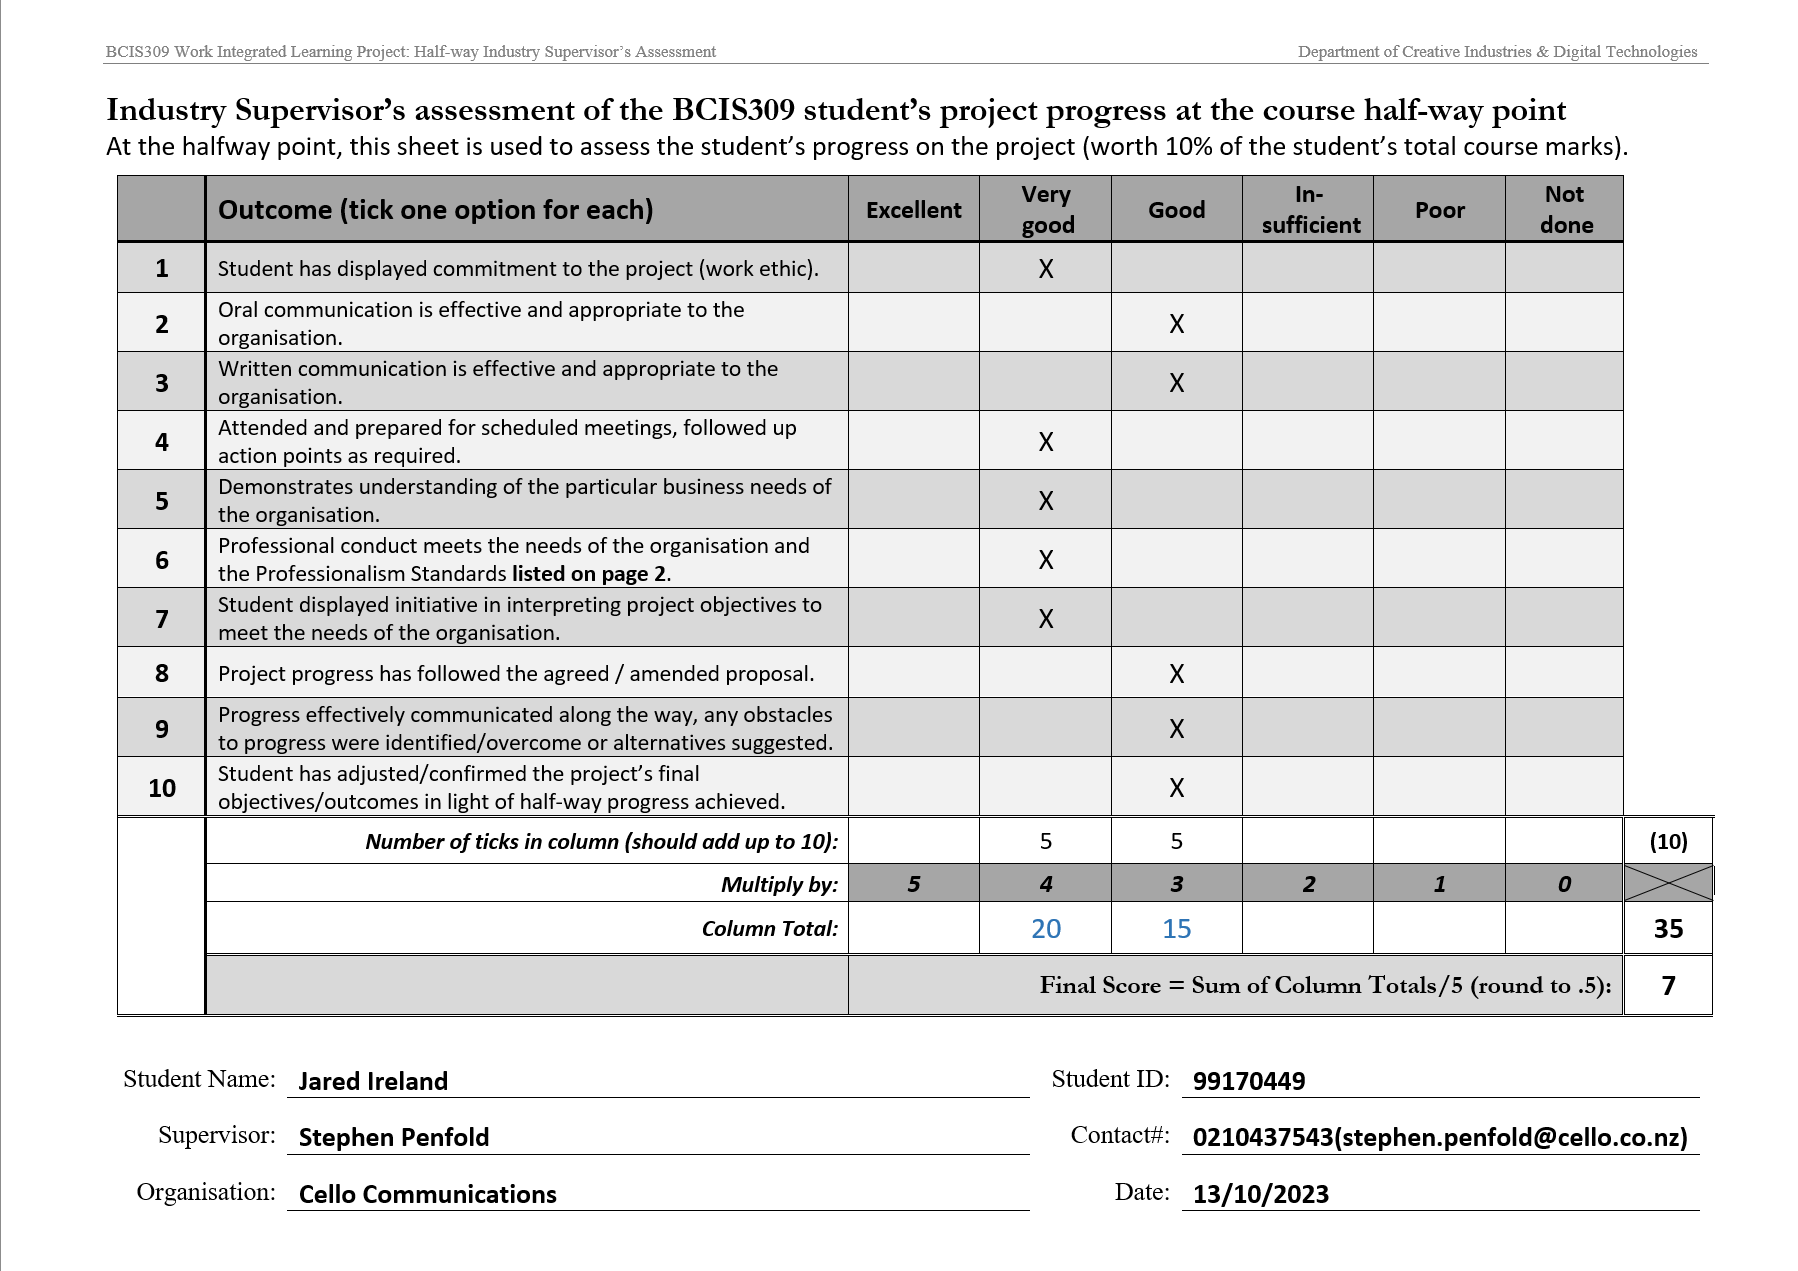 BCIS309 Work Integrated Learning Project: Half-way Industry Supervisor’s Assessment Department of Creative Industries & Digital Technologies
Industry Supervisor’s assessment of the BCIS309 student’s project progress at the course half-way point
At the halfway point, this sheet is used to assess the student’s progress on the project (worth 10% of the student’s total course marks).
Outcome (tick one option for each) Excellent Very good Good In-sufficient Poor Not done
1 Student has displayed commitment to the project (work ethic). X
2 Oral communication is effective and appropriate to the
organisation. X
3 Written communication is effective and appropriate to the
organisation. X
4 Attended and prepared for scheduled meetings, followed up
action points as required. X
5 Demonstrates understanding of the particular business needs of
the organisation. X
6 Professional conduct meets the needs of the organisation and
the Professionalism Standards listed on page 2. X
7 Student displayed initiative in interpreting project objectives to
meet the needs of the organisation. X
8 Project progress has followed the agreed / amended proposal. X
9 Progress effectively communicated along the way, any obstacles
to progress were identified/overcome or alternatives suggested. X
10 Student has adjusted/confirmed the project’s final
objectives/outcomes in light of half-way progress achieved. X
Number of ticks in column (should add up to 10): 5 5 (10)
Multiply by: 5 4 3 2 1 0
Column Total: 20 15 35
Final Score = Sum of Column Totals/5 (round to .5): 7
Student Name: Jared Ireland Student ID: 99170449
Supervisor: Stephen Penfold Contact#: 0210437543(stephen.penfold@cello.co.nz)
Organisation: Cello Communications Date: 13/10/2023